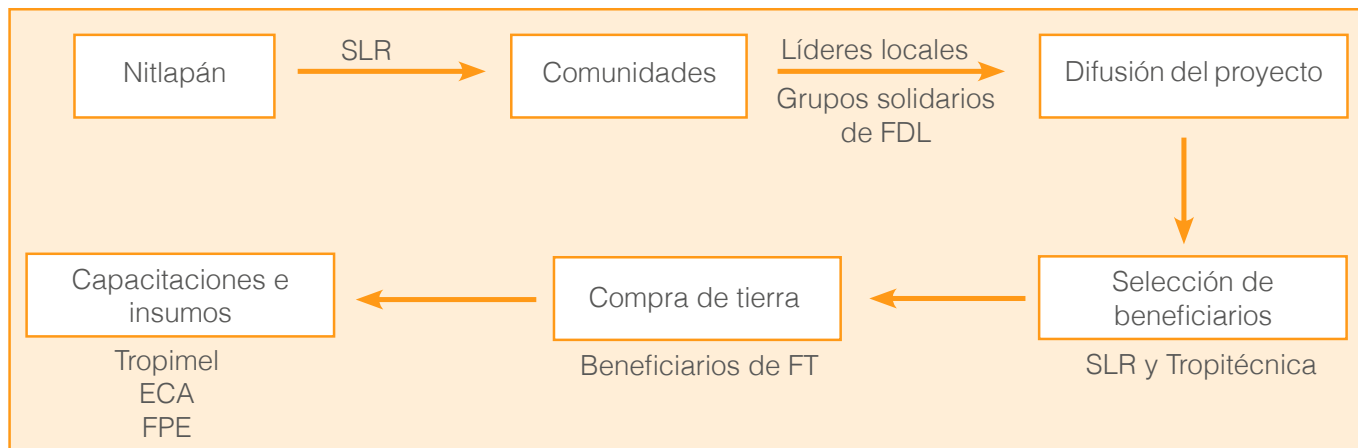 Nitlapán
SLR
Comunidades
Líderes locales
Grupos solidarios
de FDL
Difusión del proyecto
Selección de
beneficiarios
SLR y Tropitécnica
Compra de tierra
Beneficiarios de FT
Capacitaciones e
insumos
Tropimel
ECA
FPE